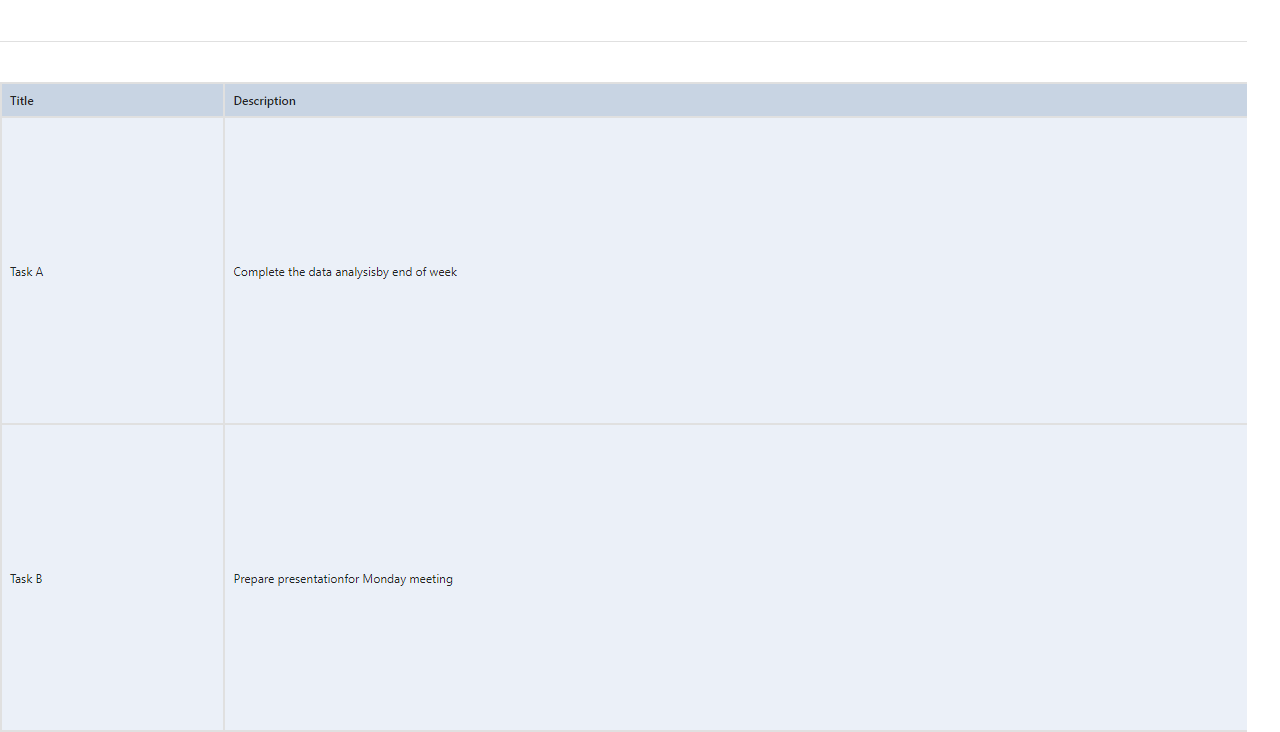 Title Description
Task A Complete the data analysisby end of week
Task B Prepare presentationfor Monday meeting